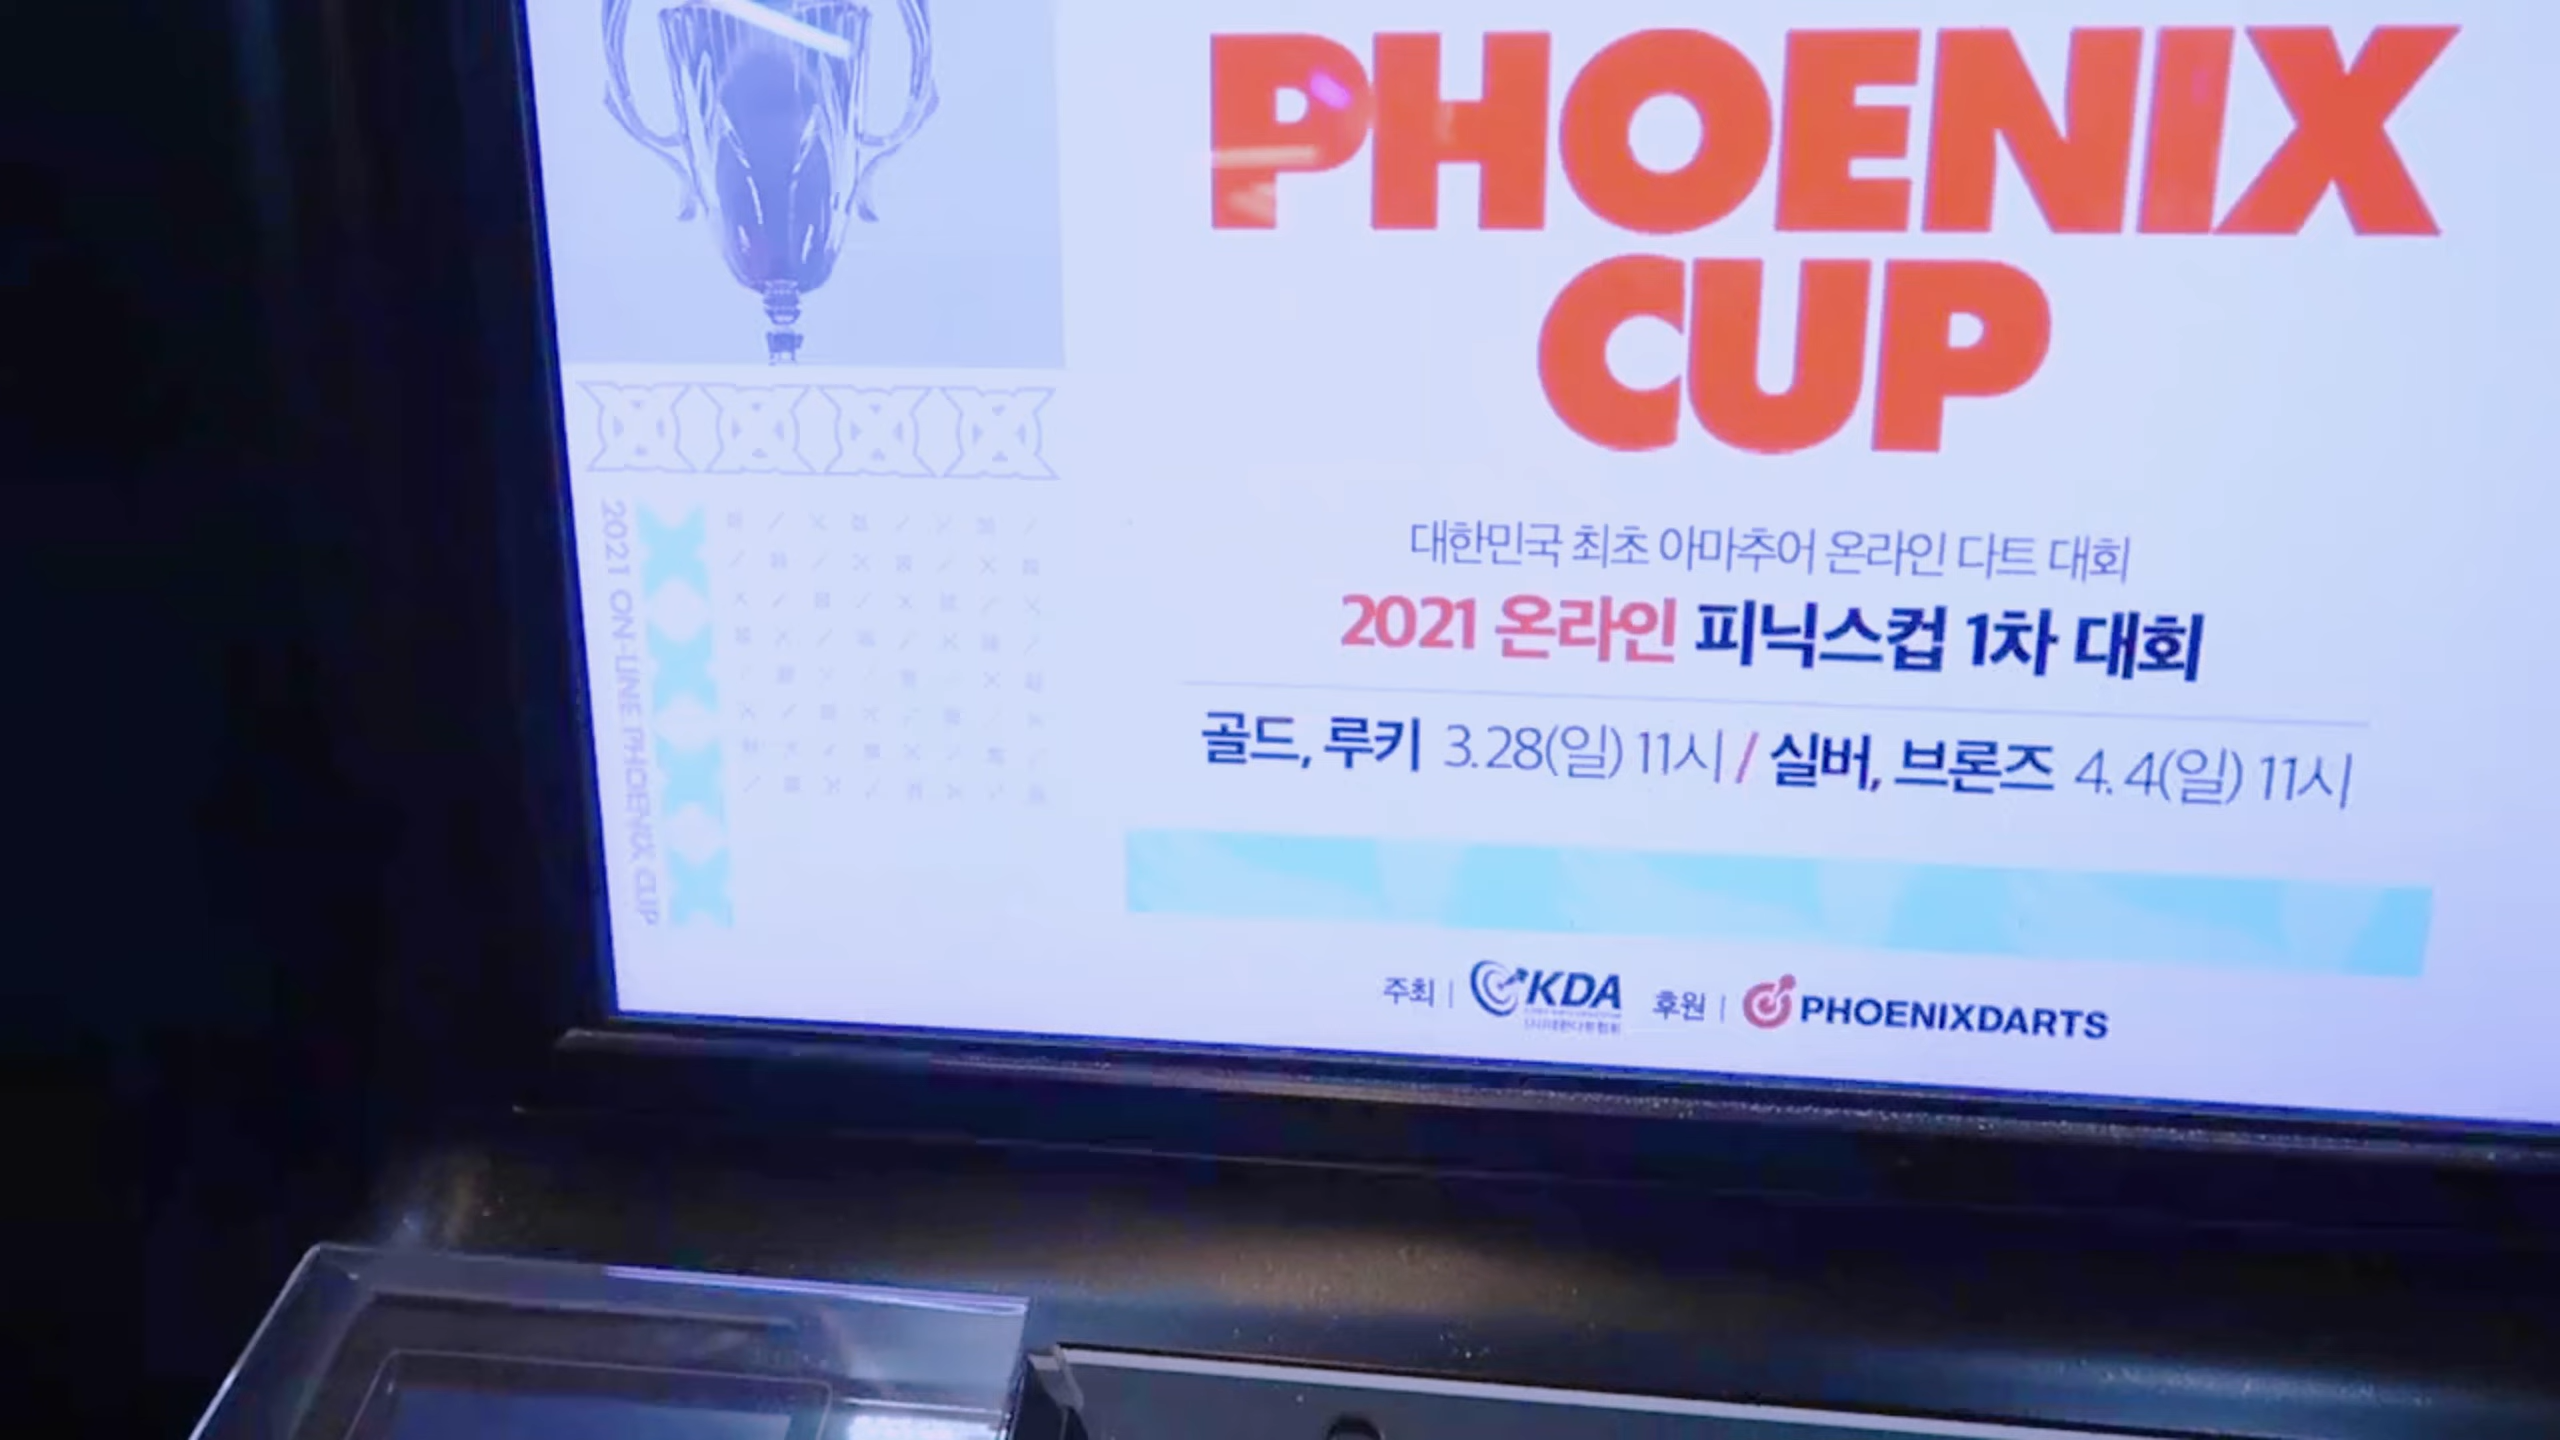 PHOENIX
CUP
대한민국 최초 아마추어 온라인 다트 대회
2021 온라인 피닉스컵 1차 대회
골드, 루키 3.28(일) 11시 / 실버, 브론즈 4.4(일) 11시
주최 | KDA 후원 | PHOENIXDARTS
2021 ON-LINE PHOENIX CUP